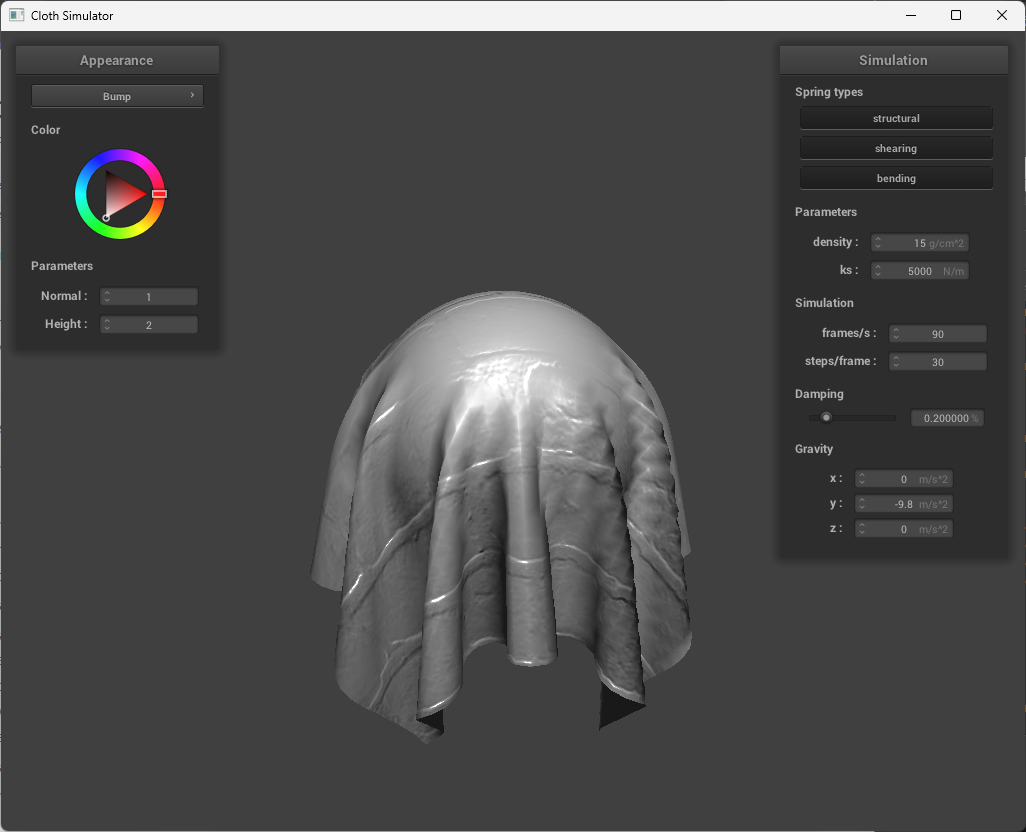 Cloth Simulator
Appearance
Bump
Color
Parameters
Normal : 1
Height : 2
Simulation
Spring types
structural
shearing
bending
Parameters
density : 15 g/cm^2
ks : 5000 N/m
Simulation
frames/s : 90
steps/frame : 30
Damping
0.200000 %
Gravity
x : 0 m/s^2
y : -9.8 m/s^2
z : 0 m/s^2